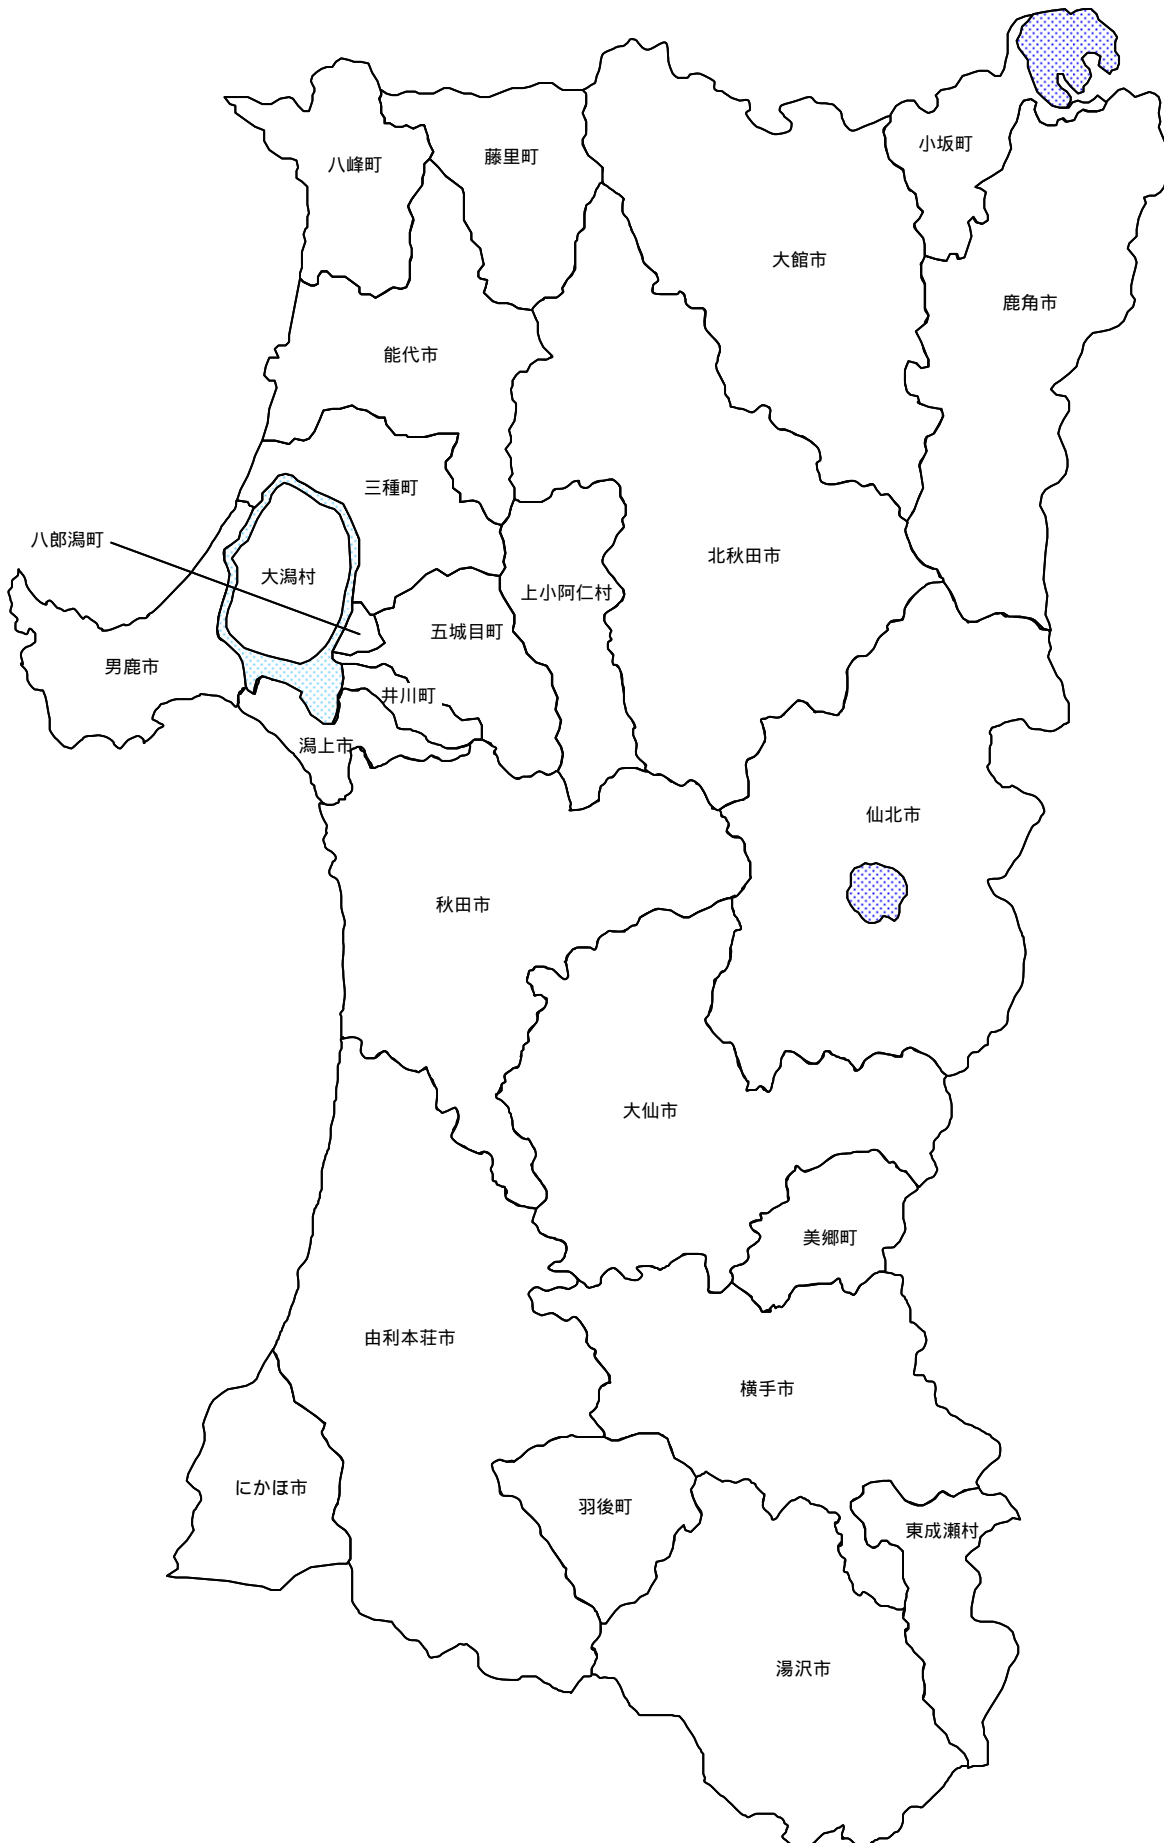 小坂町
藤里町
八峰町
大館市
鹿角市
能代市
三種町
八郎潟町
北秋田市
大潟村
上小阿仁村
五城目町
男鹿市
井川町
潟上市
仙北市
秋田市
大仙市
美郷町
由利本荘市
横手市
にかほ市
羽後町
東成瀬村
湯沢市